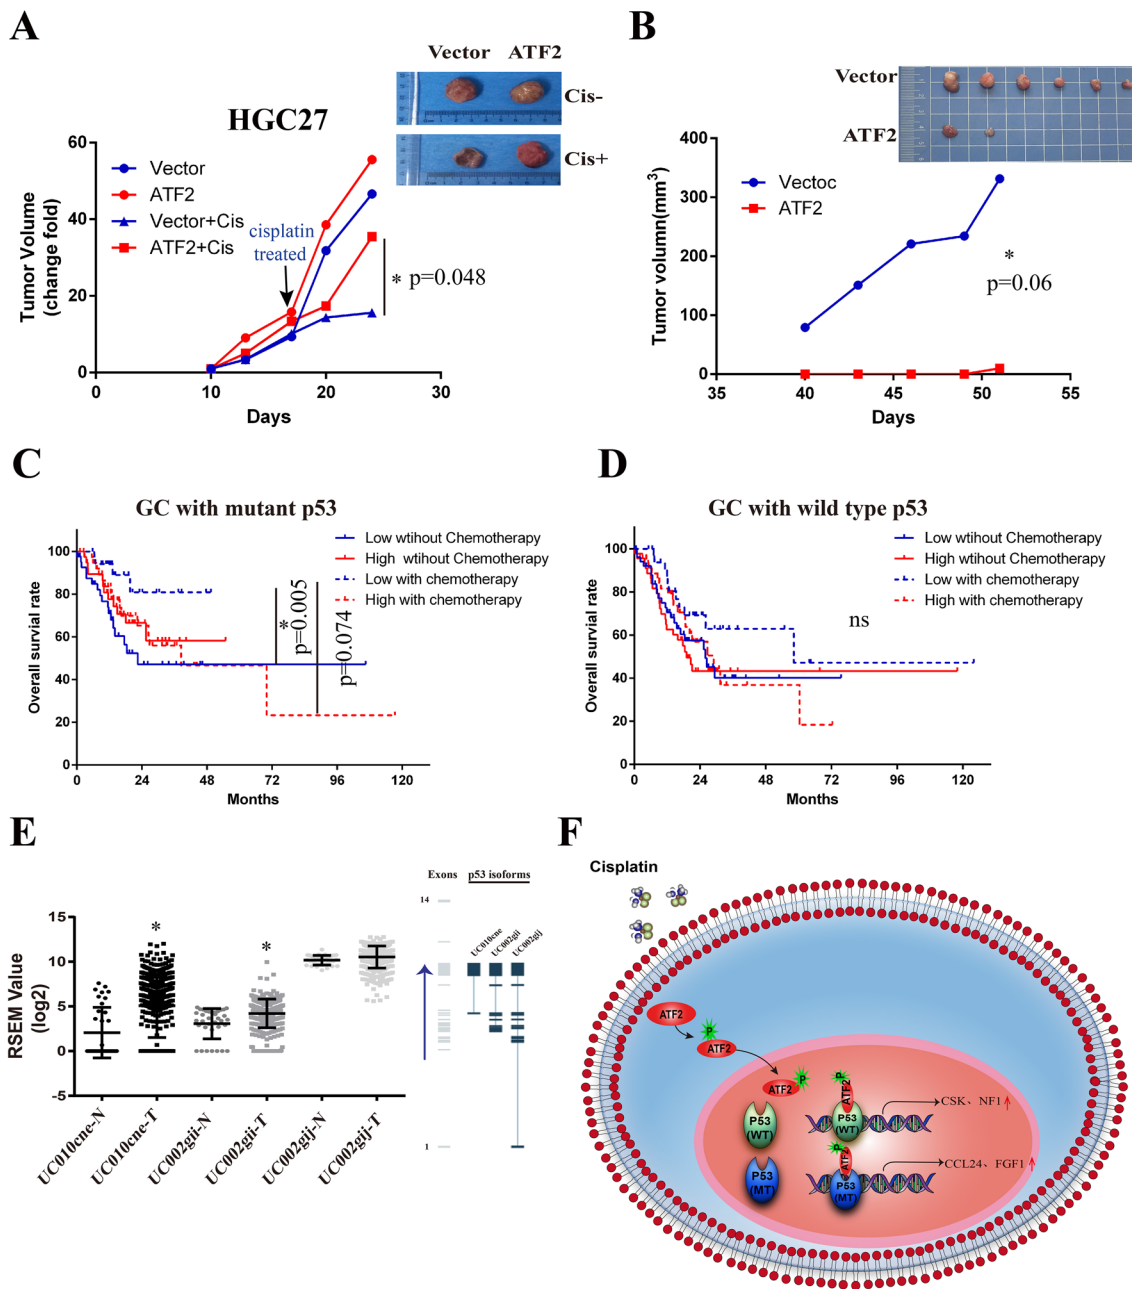 A
Vector ATF2
Cis-
Cis+
HGC27
Vector
ATF2
Vector+Cis
ATF2+Cis
cisplatin
treated
* p=0.048
Tumor Volume
(change fold)
60
40
20
0
0 10 20 30
Days
B
Vector
ATF2
Vectoc
ATF2
*
p=0.06
Tumor volumn(mm³)
400
300
200
100
0
35 40 45 50 55
Days
C
GC with mutant p53
Low wtihout Chemotherapy
High wtihout Chemotherapy
Low with chemotherapy
High with chemotherapy
*
p=0.005
p=0.074
Overall survial rate
100
80
60
40
20
0
0 24 48 72 96 120
Months
D
GC with wild type p53
Low wtihout Chemotherapy
High wtihout Chemotherapy
Low with chemotherapy
High with chemotherapy
ns
Overall survial rate
100
80
60
40
20
0
0 24 48 72 96 120
Months
E
RSEM Value
(log2)
15
10
5
0
-5
*
*
UC010cne-N
UC010cne-T
UC002gii-N
UC002gii-T
UC002gij-N
UC002gij-T
Exons p53 isoforms
14
1
UC010cne
UC002gii
UC002gij
F
Cisplatin
ATF2
P
ATF2
ATF2
P
P
ATF2
P53
(WT)
P53
(WT)
CSK、NF1
P
ATF2
P53
(MT)
P53
(MT)
CCL24、FGF1